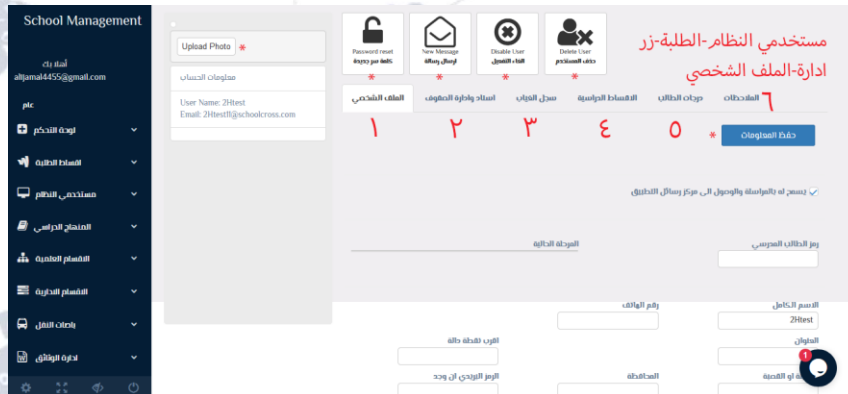 School Management
أهلا بك
altjamal4455@gmail.com
عام
لوحة التحكم
اقساط الطلبة
مستخدمي النظام
المنهاج الدراسي
الاقسام العلمية
الاقسام الادارية
باصات النقل
ادارة الوثائق
Upload Photo *
معلومات الحساب
User Name: 2Htest
Email: 2Htest11@schoolcross.com
Password reset
كلمة سر جديدة
*
New Message
ارسال رسالة
*
Disable User
الغاء التفعيل
*
Delete User
حذف المستخدم
*
مستخدمي النظام-الطلبة-زر
ادارة-الملف الشخصي
الملف الشخصي
اسناد وادارة الصفوف
سجل الغياب
الاقساط الدراسية
درجات الطالب
الملاحظات
١ ٢ ٣ ٤ ٥ ٦
* حفظ المعلومات
يسمح له بالمراسلة والوصول الى مركز رسائل التطبيق
رمز الطالب المدرسي
المرحلة الحالية
الاسم الكامل
2Htest
رقم الهاتف
العنوان
اقرب نقطة دالة
او القصبة
المحافظة
الرمز البريدي ان وجد
1